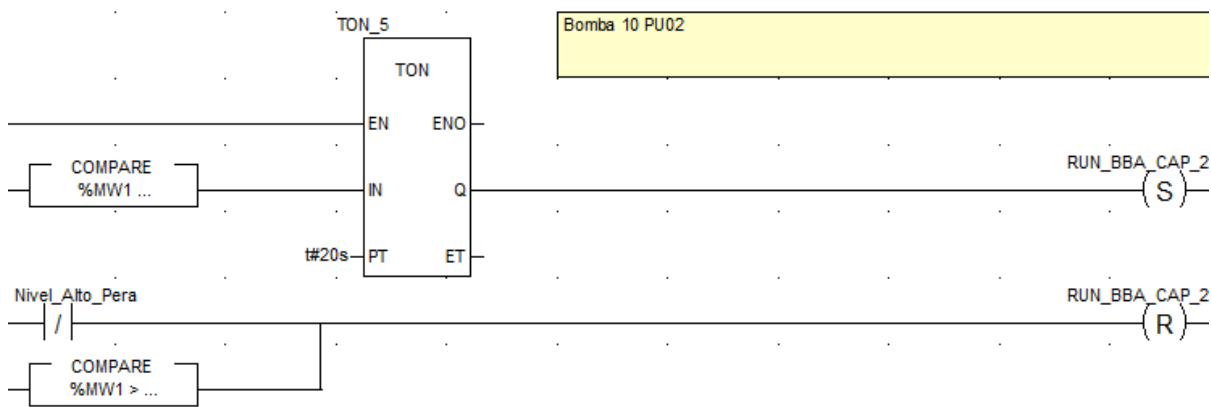 TON_5
Bomba 10 PU02
TON
EN ENO
COMPARE
%MW1 ...
IN Q
RUN_BBA_CAP_2
S
t#20s PT ET
Nivel_Alto_Pera
/
RUN_BBA_CAP_2
R
COMPARE
%MW1 > ...